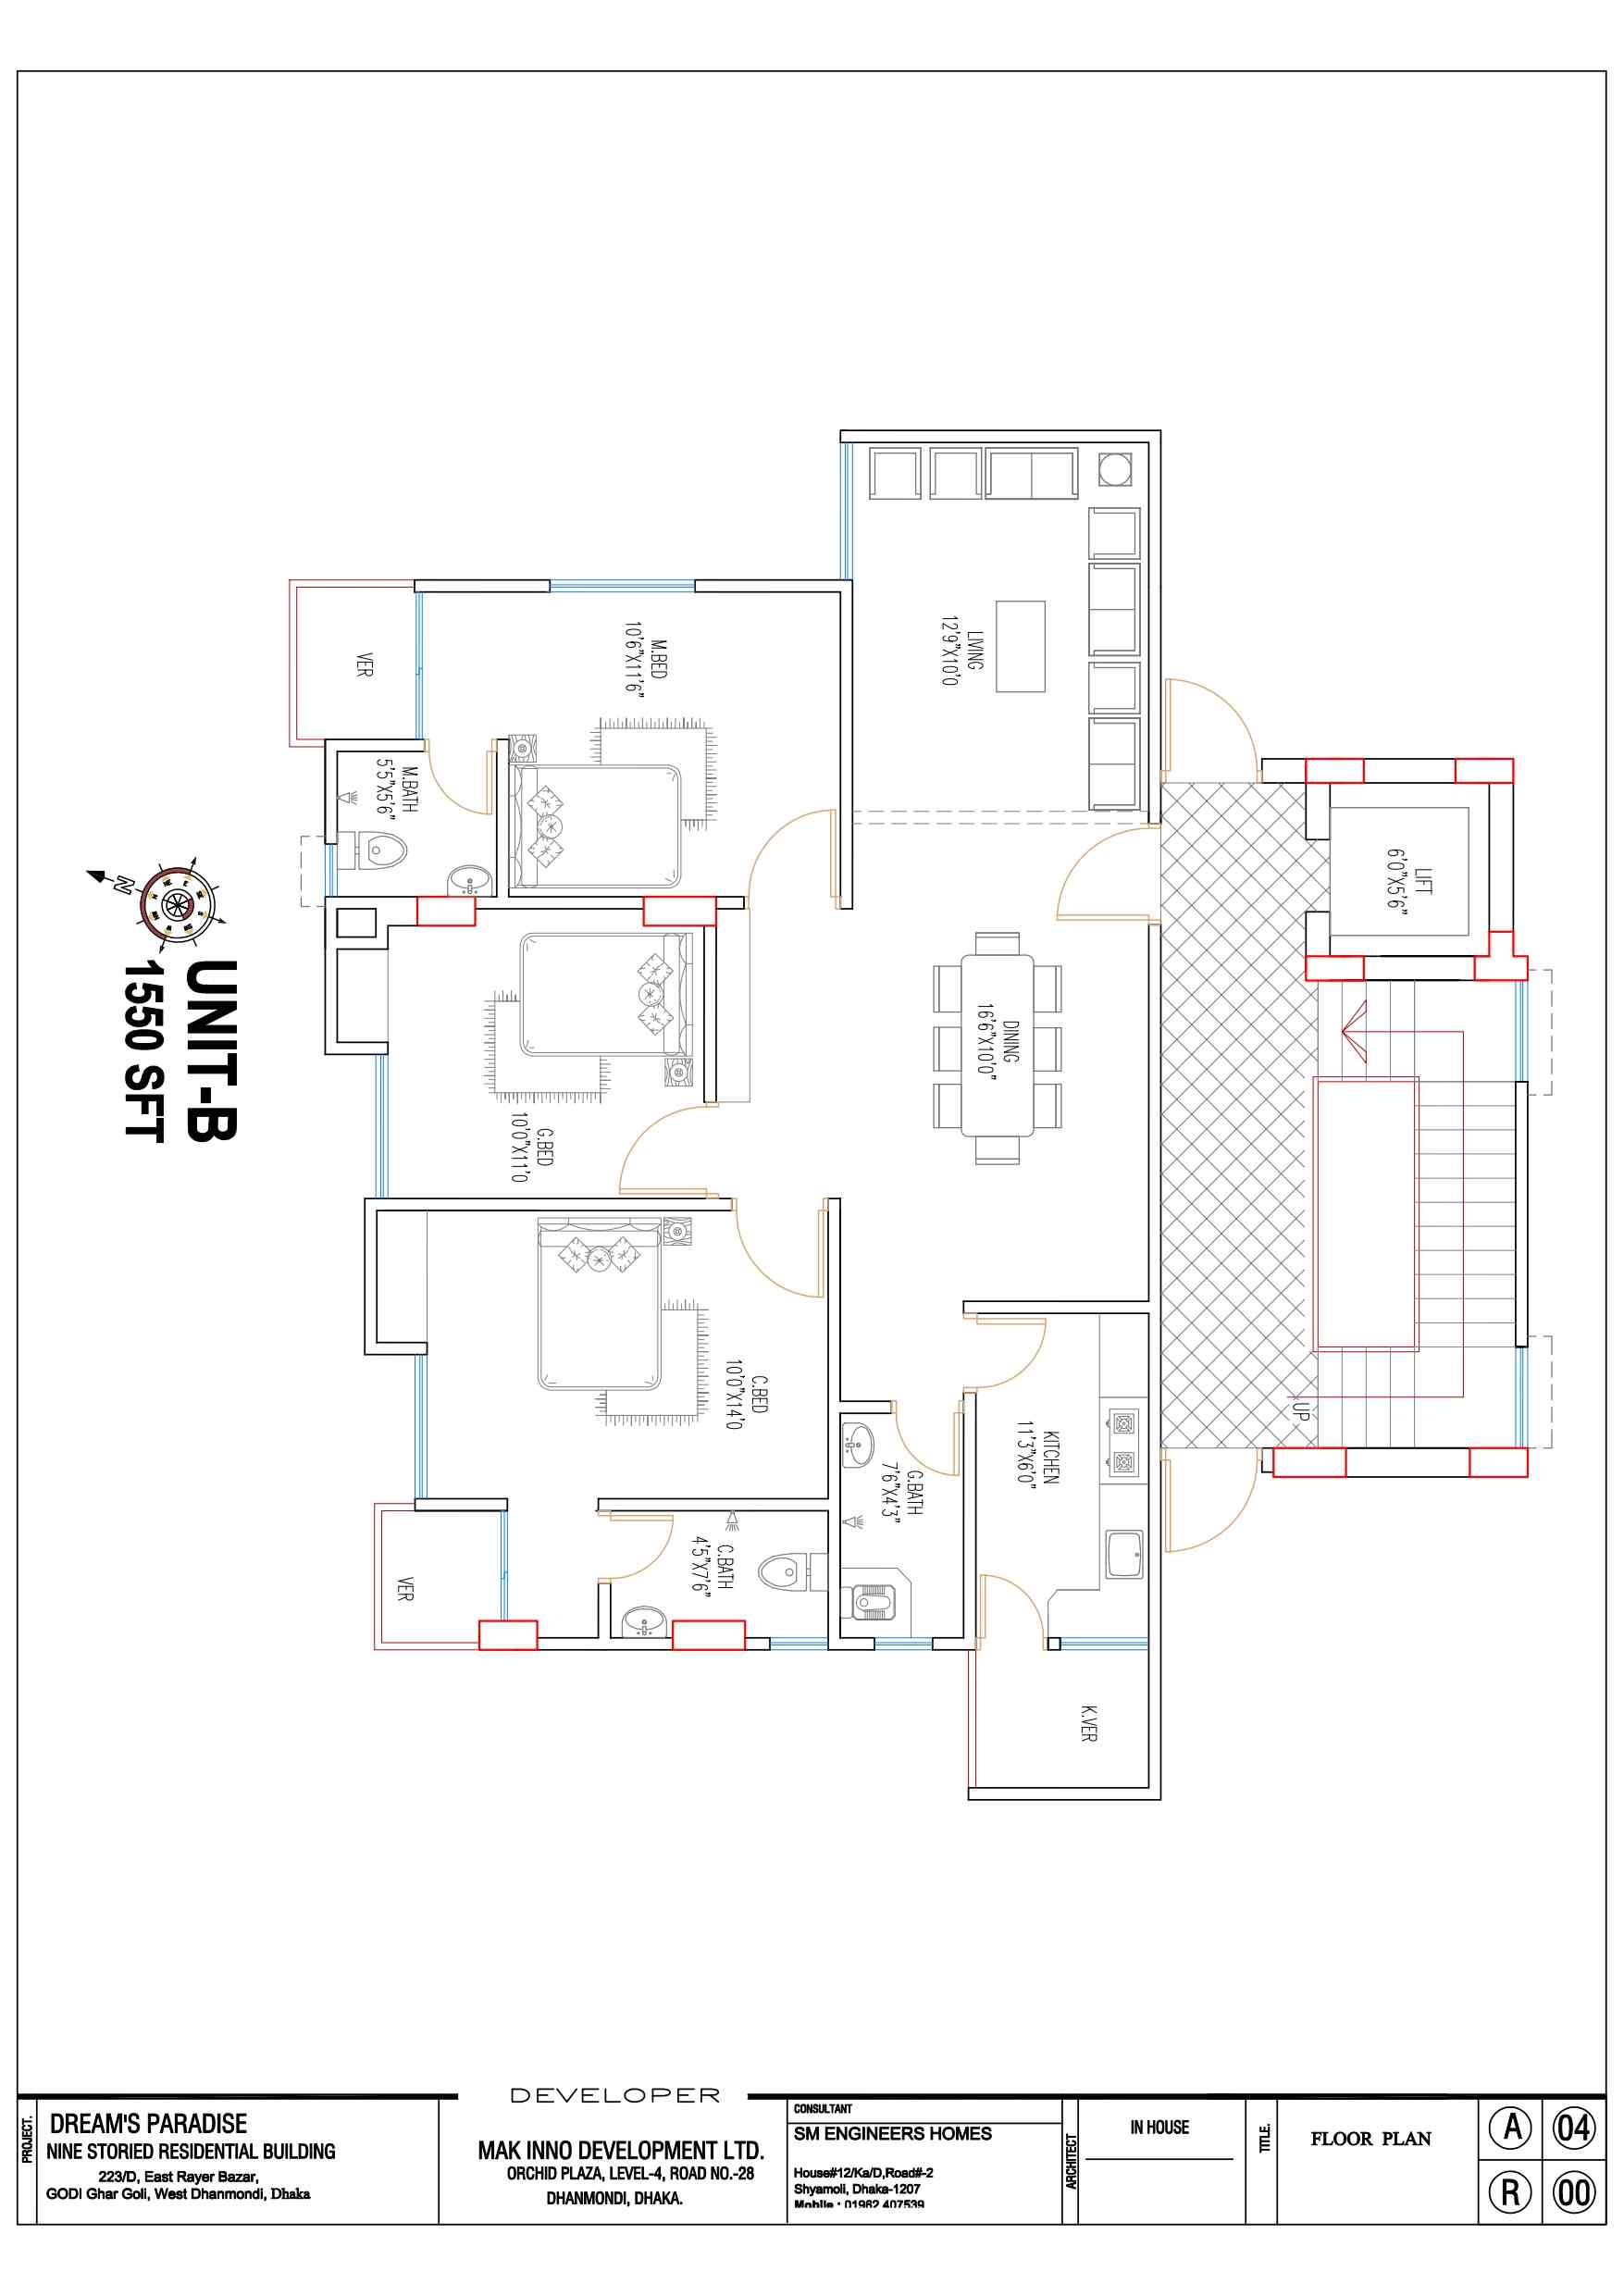 LIVING
12'9"X10'0
M.BED
10'6"X11'6"
VER
M.BATH
5'5"X5'6"
LIFT
6'0"X5'6"
N
UNIT-B
1550 SFT
DINING
16'6"X10'0"
G.BED
10'0"X11'0
C.BED
10'0"X14'0
UP
KITCHEN
11'3"X6'0"
G.BATH
7'6"X4'3"
C.BATH
4'5"X7'6"
VER
K.VER
PROJECT.
DREAM'S PARADISE
NINE STORIED RESIDENTIAL BUILDING
223/D, East Rayer Bazar,
GODI Ghar Goli, West Dhanmondi, Dhaka
DEVELOPER
MAK INNO DEVELOPMENT LTD.
ORCHID PLAZA, LEVEL-4, ROAD NO.-28
DHANMONDI, DHAKA.
CONSULTANT
SM ENGINEERS HOMES
House#12/Ka/D,Road#-2
Shyamoli, Dhaka-1207
Mobile : 01962 407539
ARCHITECT
IN HOUSE
TITLE.
FLOOR PLAN
A 04
R 00